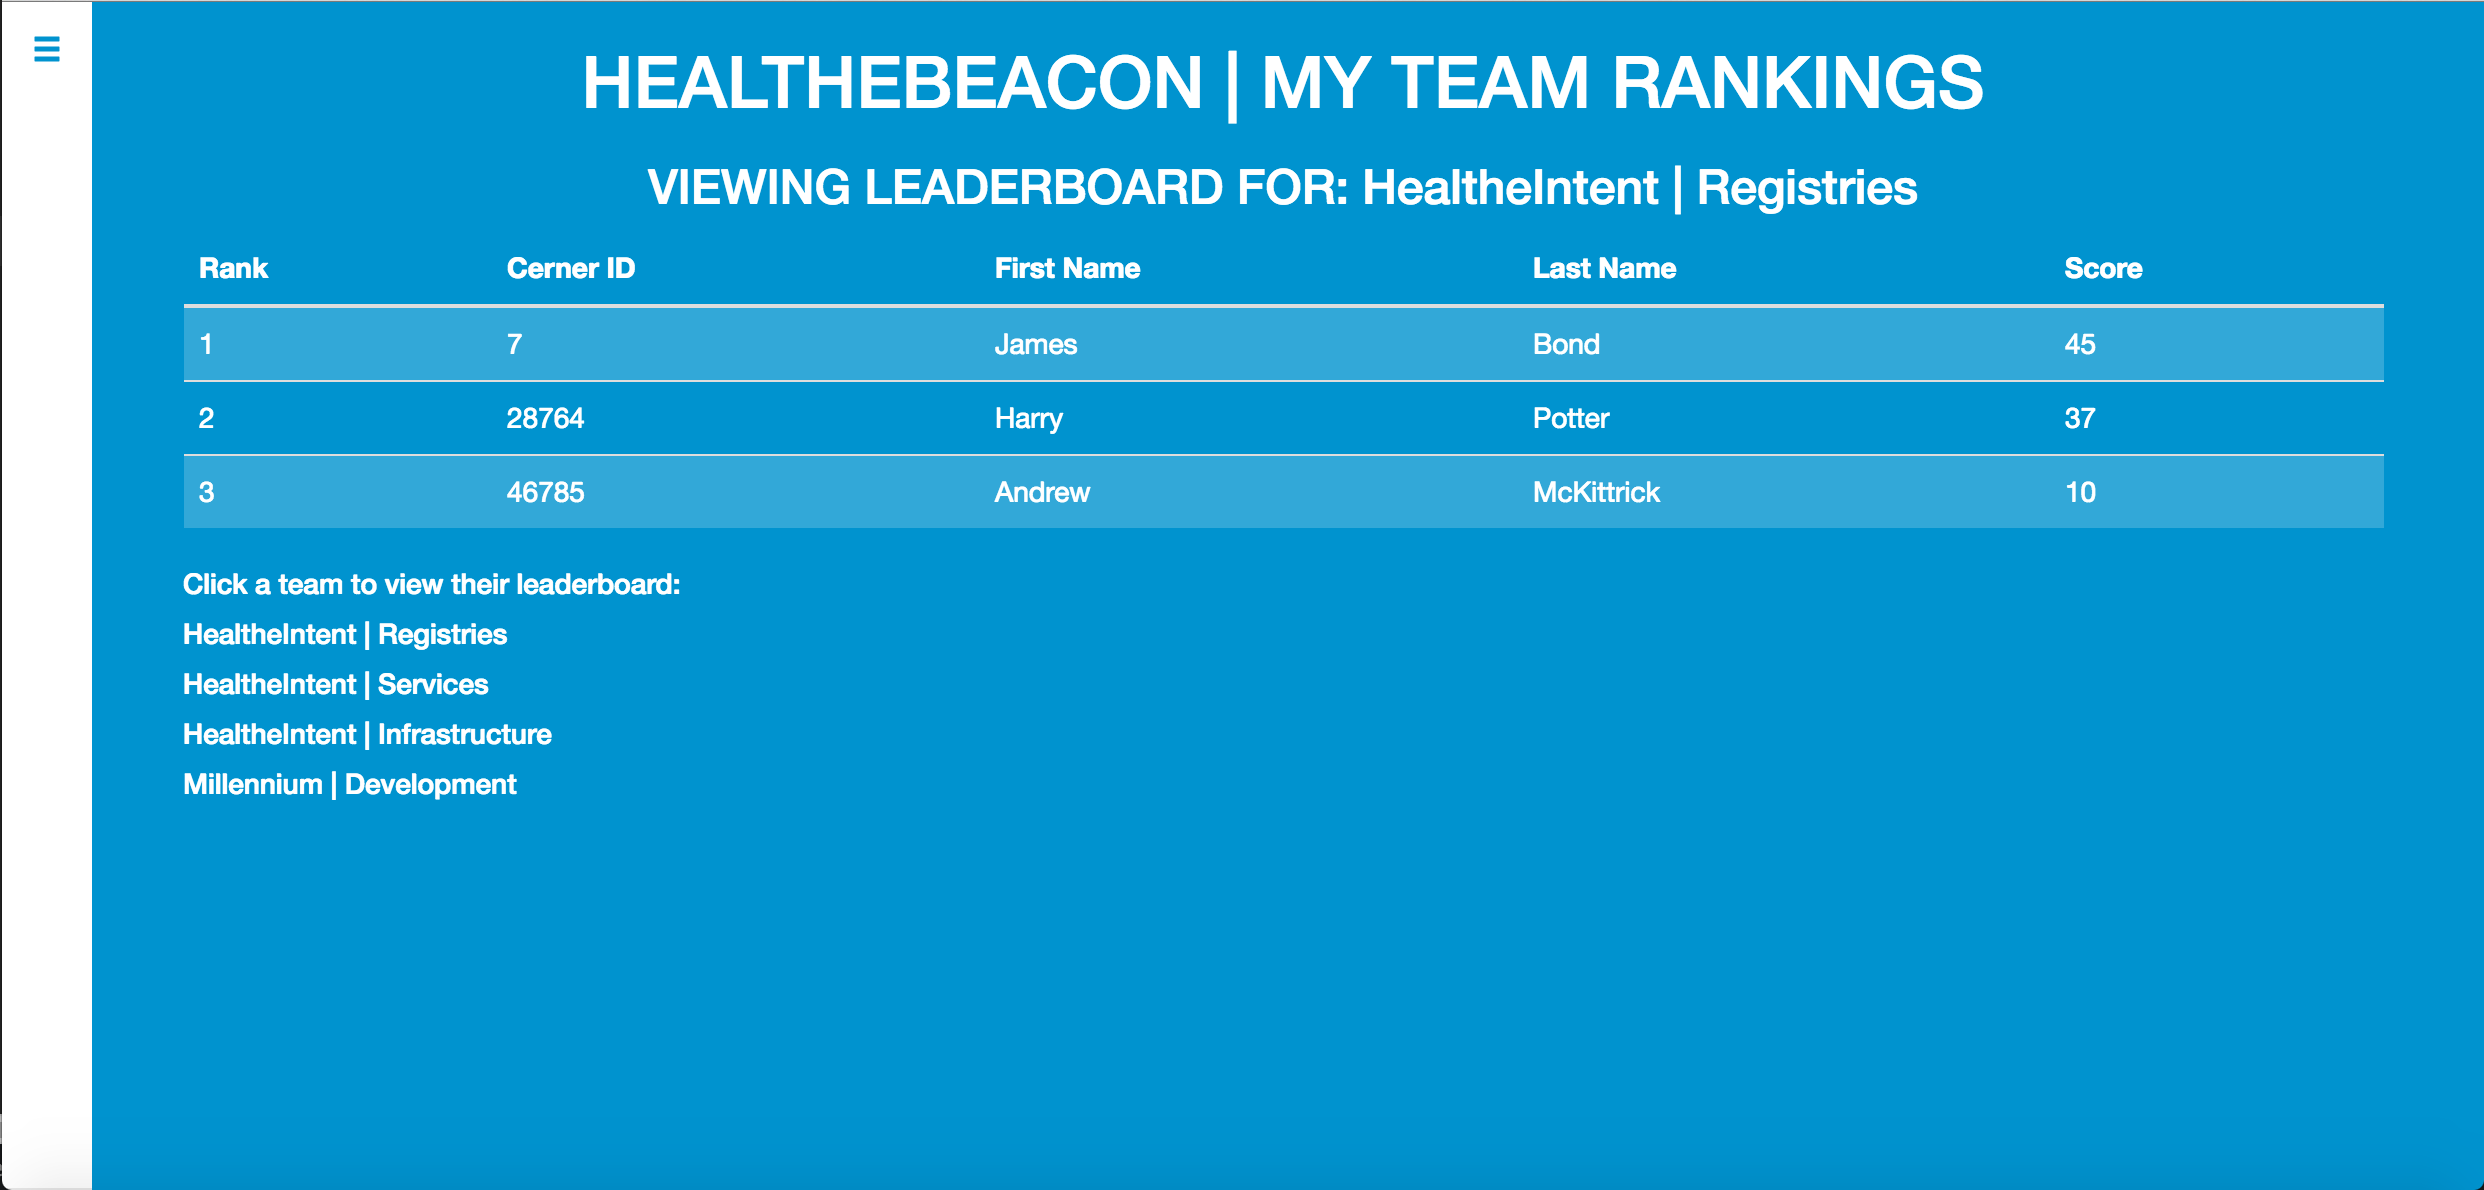 HEALTHEBEACON | MY TEAM RANKINGS
VIEWING LEADERBOARD FOR: HealtheIntent | Registries
Rank Cerner ID First Name Last Name Score
1 7 James Bond 45
2 28764 Harry Potter 37
3 46785 Andrew McKittrick 10
Click a team to view their leaderboard:
HealtheIntent | Registries
HealtheIntent | Services
HealtheIntent | Infrastructure
Millennium | Development